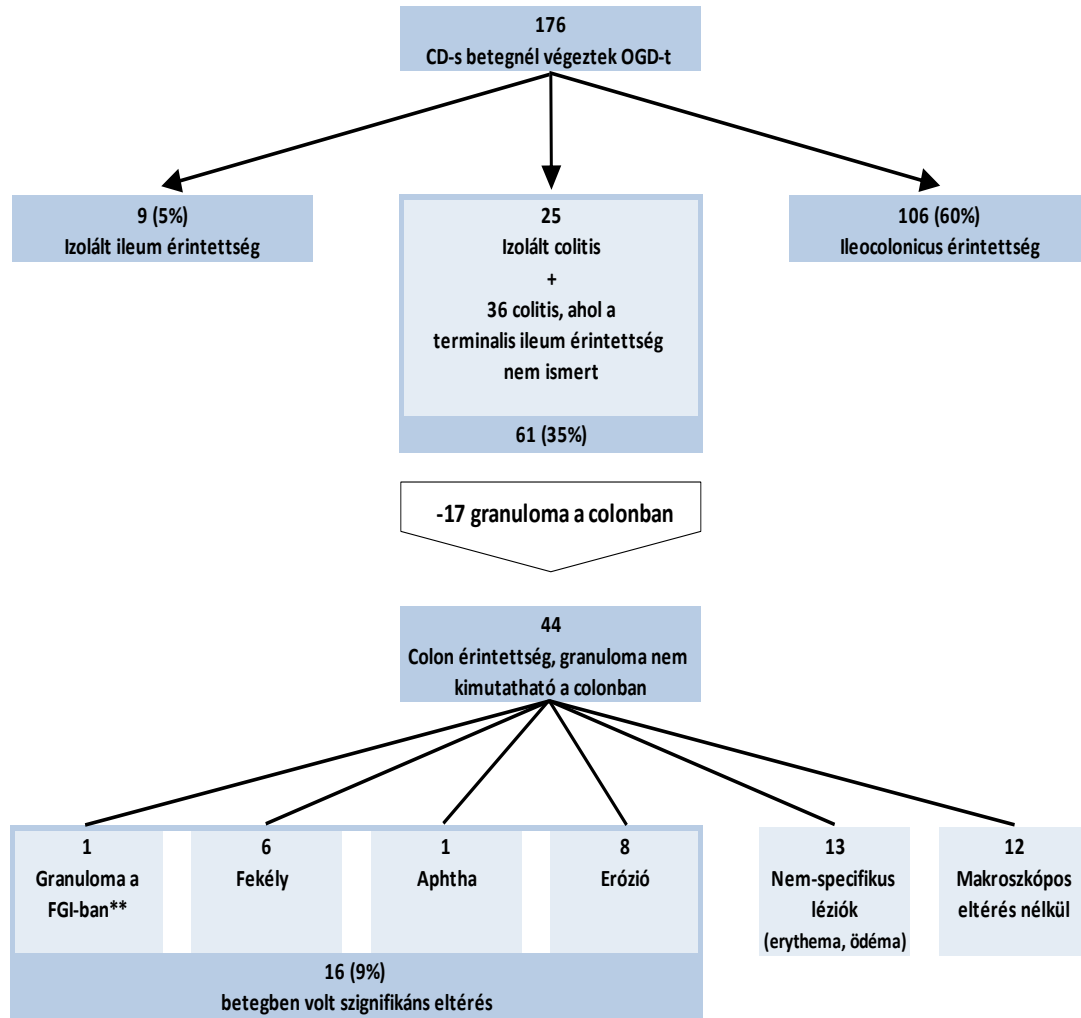 176
CD-s betegnél végeztek OGD-t
9 (5%)
Izolált ileum érintettség
25
Izolált colitis
+
36 colitis, ahol a
terminalis ileum érintettség
nem ismert
61 (35%)
106 (60%)
Ileocolonicus érintettség
-17 granuloma a colonban
44
Colon érintettség, granuloma nem
kimutatható a colonban
1
Granuloma a
FGI-ban**
6
Fekély
1
Aphtha
8
Erózió
16 (9%)
betegben volt szignifikáns eltérés
13
Nem-specifikus
léziók
(erythema, ödéma)
12
Makroszkópos
eltérés nélkül